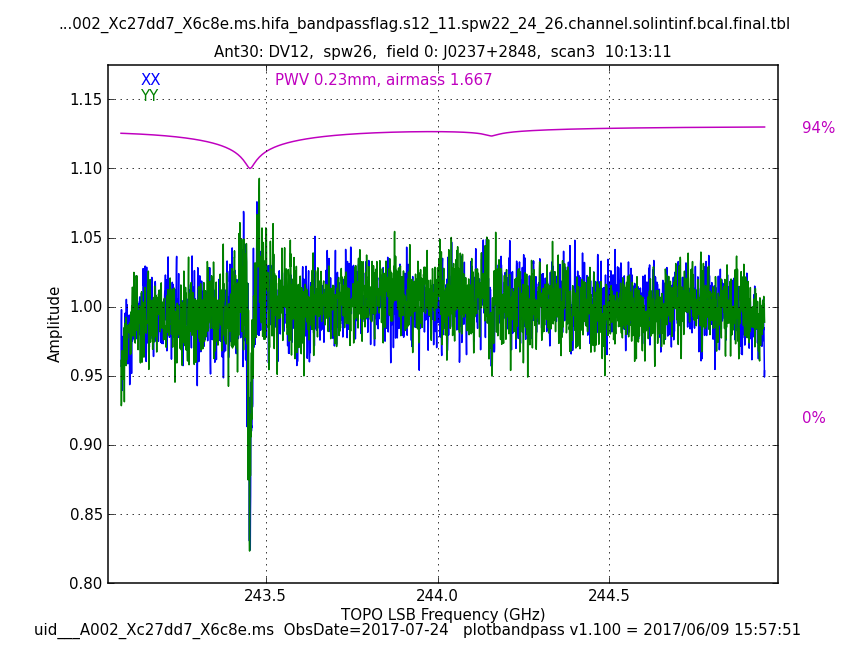 ...002_Xc27dd7_X6c8e.ms.hifa_bandpassflag.s12_11.spw22_24_26.channel.solintinf.bcal.final.tbl
Ant30: DV12,  spw26,  field 0: J0237+2848,  scan3  10:13:11
XX
PWV 0.23mm, airmass 1.667
YY
1.15
94%
1.10
1.05
1.00
Amplitude
0.95
0%
0.90
0.85
0.80
243.5 244.0 244.5
TOPO LSB Frequency (GHz)
uid___A002_Xc27dd7_X6c8e.ms  ObsDate=2017-07-24   plotbandpass v1.100 = 2017/06/09 15:57:51